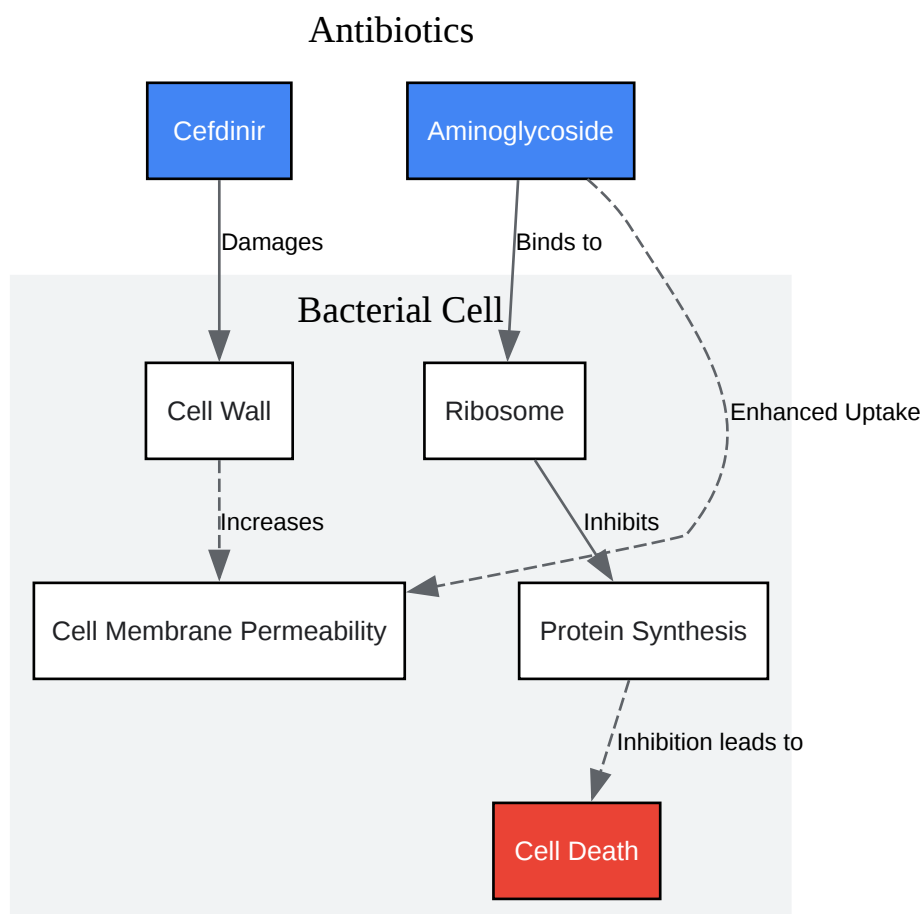 Antibiotics
Cefdinir
Aminoglycoside
Damages
Binds to
Bacterial Cell
Cell Wall
Ribosome
Enhanced Uptake
Increases
Inhibits
Cell Membrane Permeability
Protein Synthesis
Inhibition leads to
Cell Death